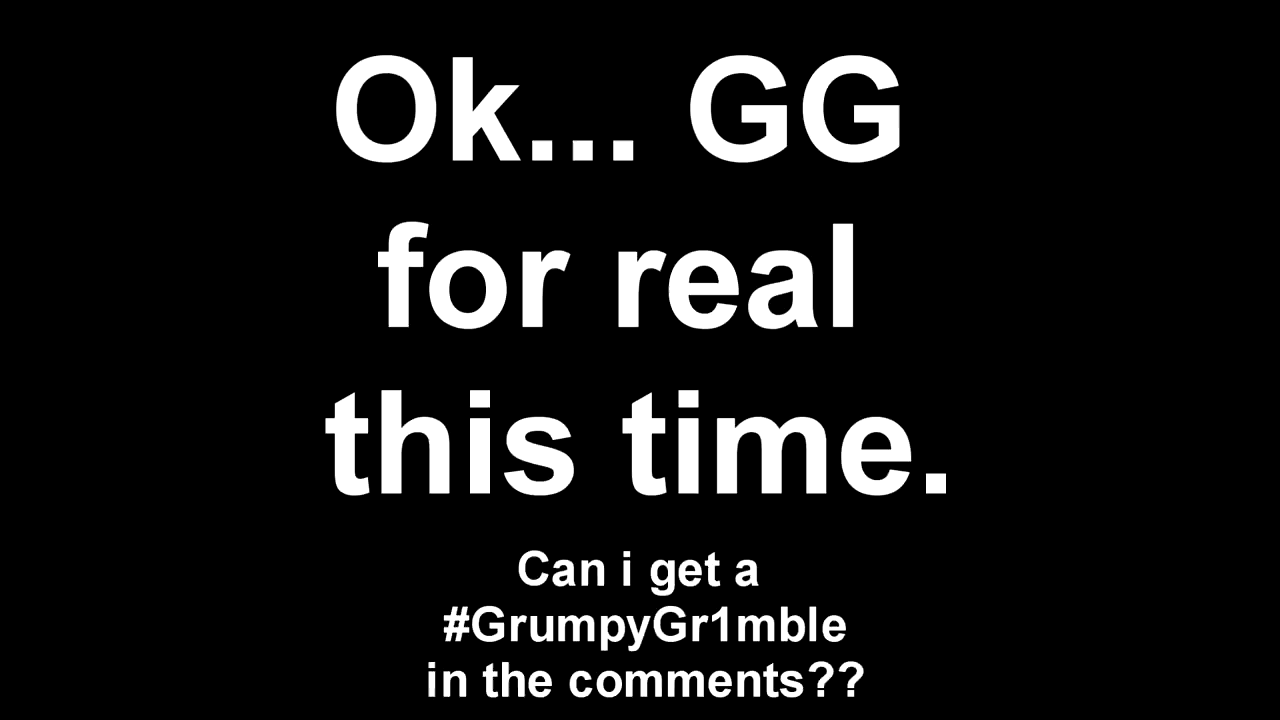 Ok... GG
for real
this time.
Can i get a
#GrumpyGr1mble
in the comments??